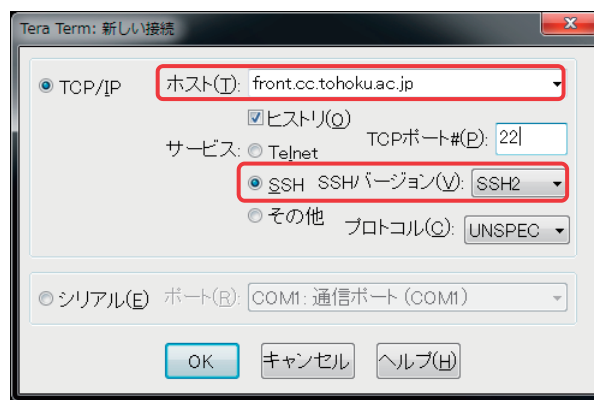 Tera Term: 新しい接続
TCP/IP ホスト(T): front.cc.tohoku.ac.jp
ヒストリ(O)
サービス: Telnet TCPポート#(P): 22
SSH SSHバージョン(V): SSH2
その他 プロトコル(C): UNSPEC
シリアル(E) ポート(R): COM1: 通信ポート (COM1)
OK キャンセル ヘルプ(H)